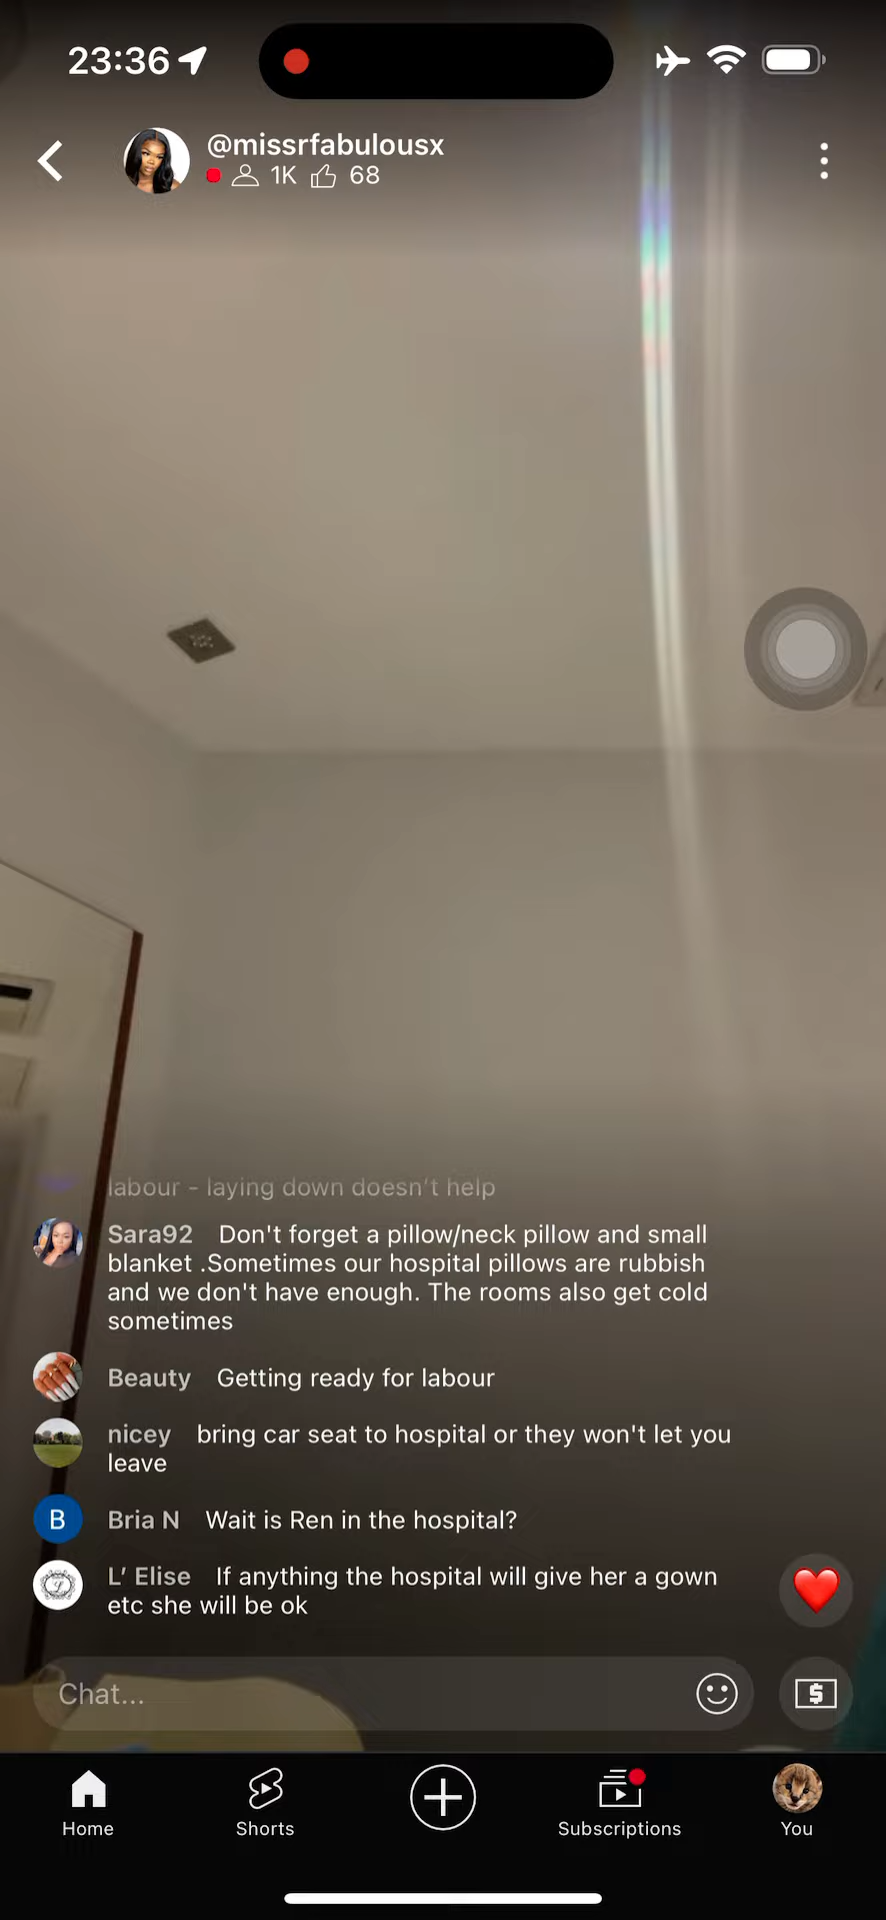 23:36
@missrfabulousx
1K 68
labour - laying down doesn't help
Sara92 Don't forget a pillow/neck pillow and small
blanket .Sometimes our hospital pillows are rubbish
and we don't have enough. The rooms also get cold
sometimes
Beauty Getting ready for labour
nicey bring car seat to hospital or they won't let you
leave
B Bria N Wait is Ren in the hospital?
L' Elise If anything the hospital will give her a gown
etc she will be ok
Chat...
Home Shorts Subscriptions You